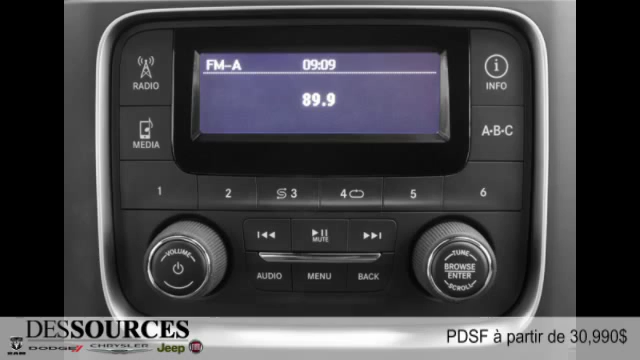 FM-A 09:09
89.9
RADIO
INFO
MEDIA
A-B-C
1 2 3 4 5 6
MUTE
VOLUME
AUDIO MENU BACK
TUNE
BROWSE
ENTER
SCROLL
DESSOURCES
RAM DODGE CHRYSLER Jeep FIAT
PDSF à partir de 30,990$